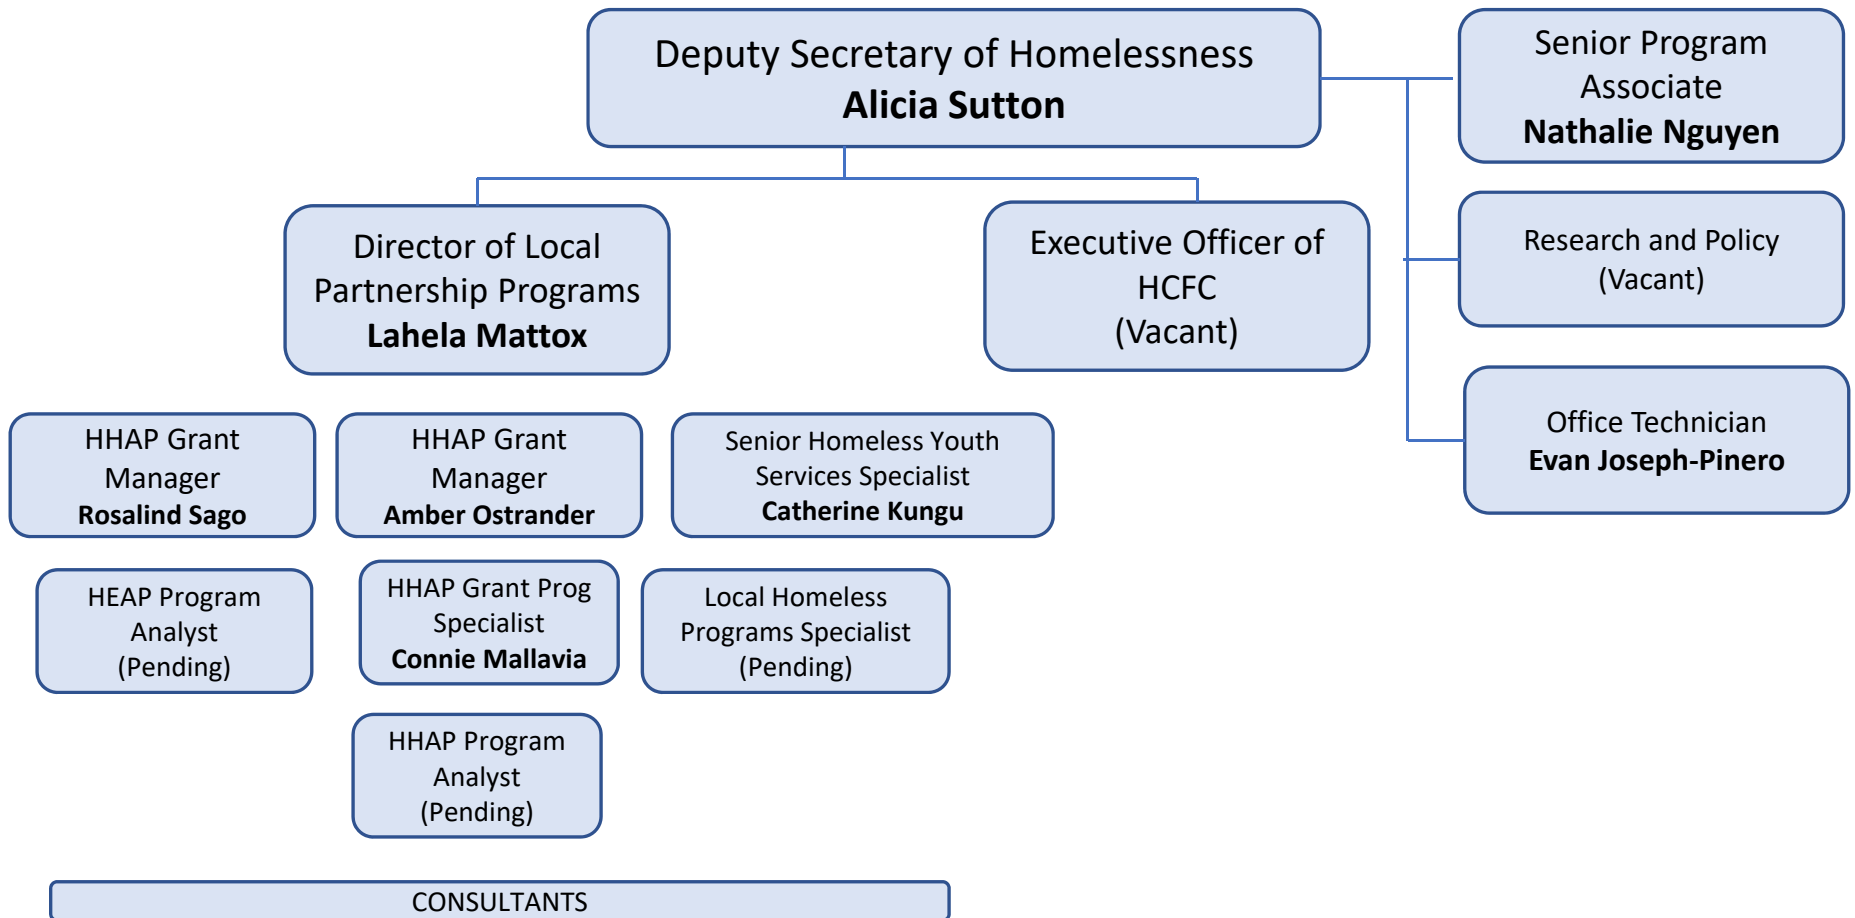 Deputy Secretary of Homelessness
Alicia Sutton
Senior Program
Associate
Nathalie Nguyen
Director of Local
Partnership Programs
Lahela Mattox
Executive Officer of
HCFC
(Vacant)
Research and Policy
(Vacant)
Office Technician
Evan Joseph-Pinero
HHAP Grant
Manager
Rosalind Sago
HHAP Grant
Manager
Amber Ostrander
Senior Homeless Youth
Services Specialist
Catherine Kungu
HEAP Program
Analyst
(Pending)
HHAP Grant Prog
Specialist
Connie Mallavia
Local Homeless
Programs Specialist
(Pending)
HHAP Program
Analyst
(Pending)
CONSULTANTS